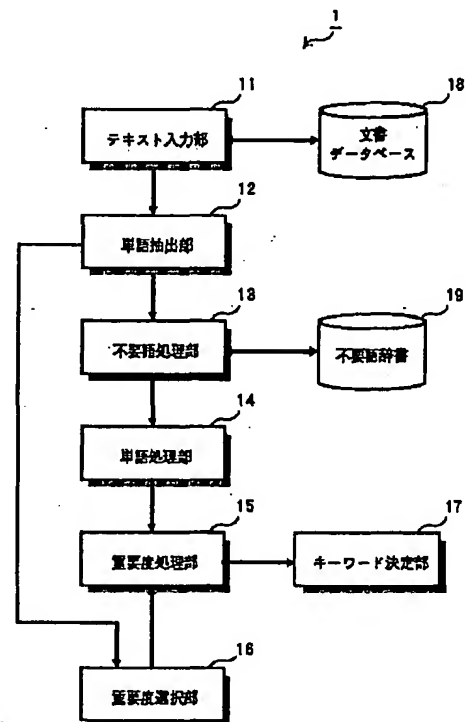 1
11
テキスト入力部
18
文書
データベース
12
単語抽出部
13
不要語処理部
19
不要語辞書
14
単語処理部
15
重要度処理部
17
キーワード決定部
16
重要度選択部